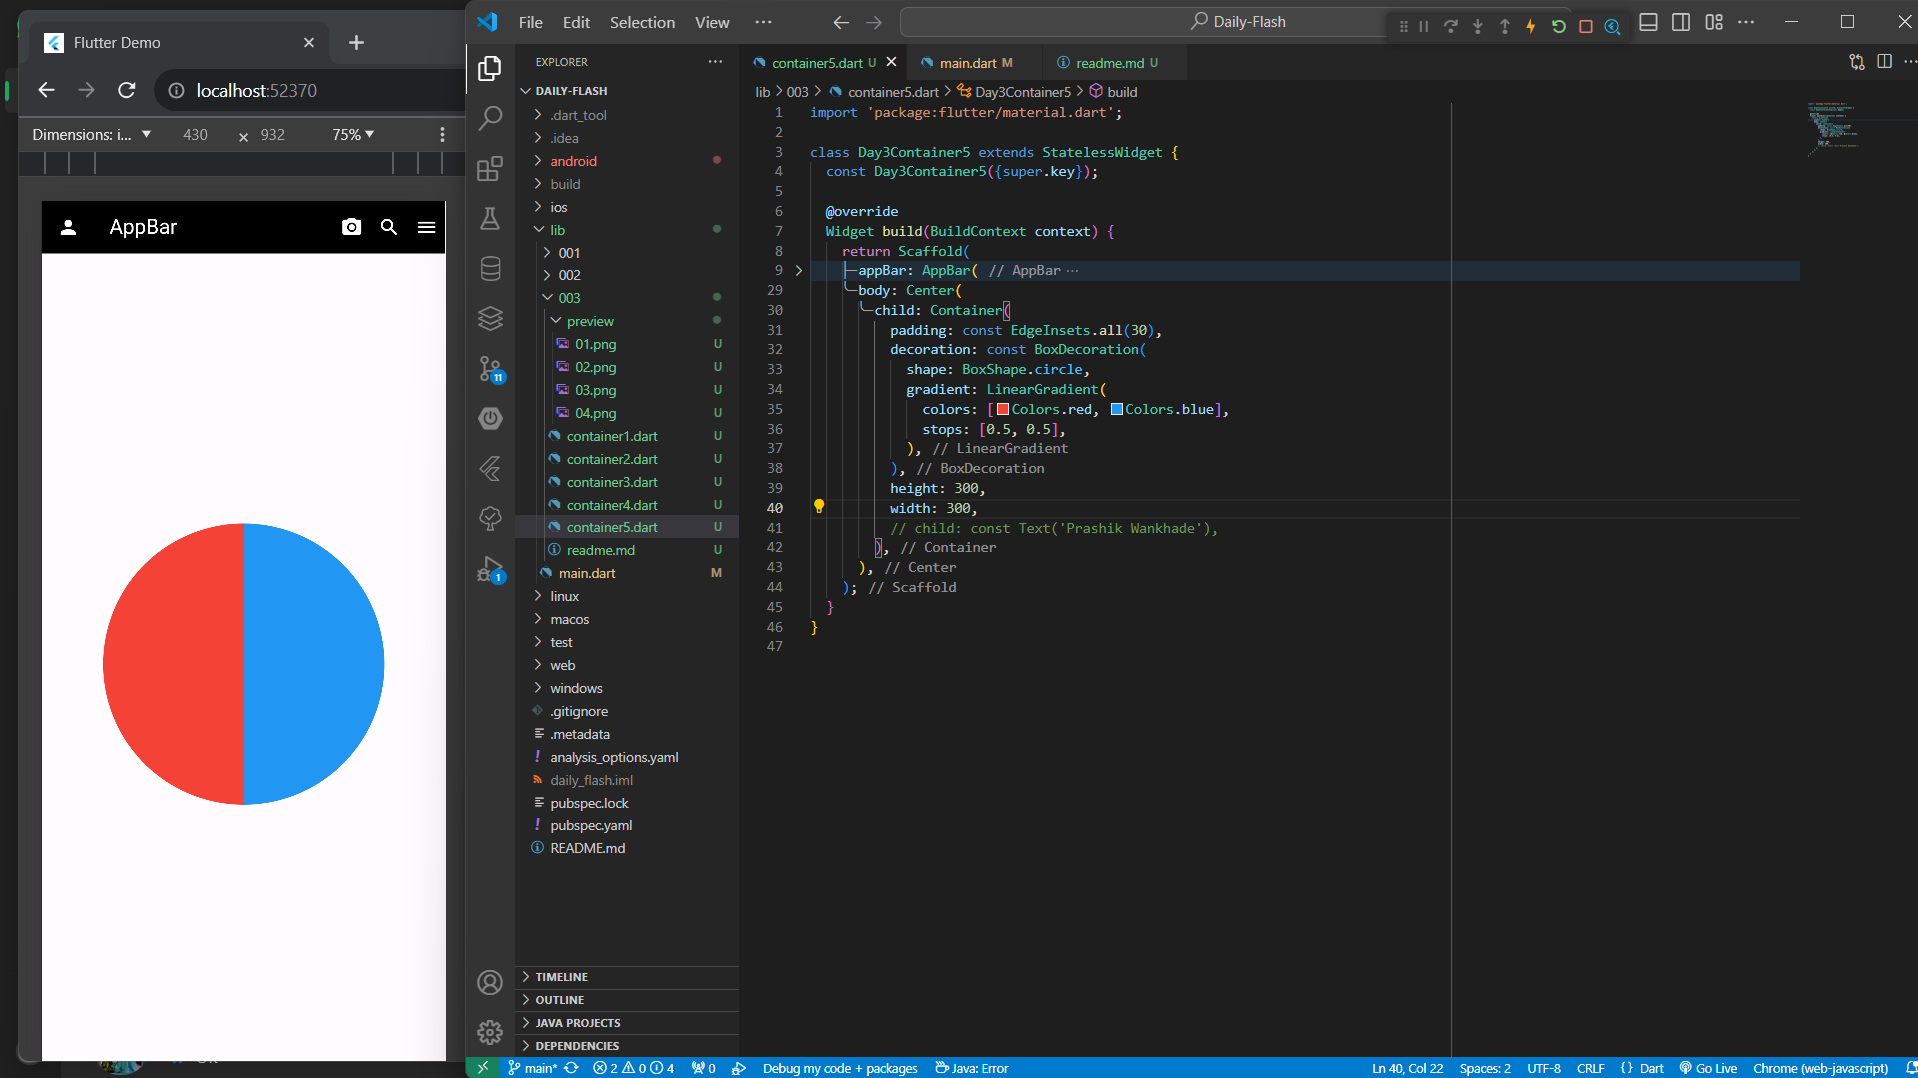 Flutter Demo
localhost:52370
Dimensions: i...
430 × 932
75%
AppBar
File Edit Selection View ···
Daily-Flash
EXPLORER
DAILY-FLASH
.dart_tool
.idea
android
build
ios
lib
001
002
003
preview
01.png U
02.png U
03.png U
04.png U
container1.dart U
container2.dart U
container3.dart U
container4.dart U
container5.dart U
readme.md U
main.dart M
linux
macos
test
web
windows
.gitignore
.metadata
analysis_options.yaml
daily_flash.iml
pubspec.lock
pubspec.yaml
README.md
TIMELINE
OUTLINE
JAVA PROJECTS
DEPENDENCIES
11
1
container5.dart U
main.dart M
readme.md U
lib > 003 > container5.dart > Day3Container5 > build
1 import 'package:flutter/material.dart';
2
3 class Day3Container5 extends StatelessWidget {
4 const Day3Container5({super.key});
5
6 @override
7 Widget build(BuildContext context) {
8 return Scaffold(
9 appBar: AppBar( // AppBar ···
29 body: Center(
30 child: Container(
31 padding: const EdgeInsets.all(30),
32 decoration: const BoxDecoration(
33 shape: BoxShape.circle,
34 gradient: LinearGradient(
35 colors: [Colors.red, Colors.blue],
36 stops: [0.5, 0.5],
37 ), // LinearGradient
38 ), // BoxDecoration
39 height: 300,
40 width: 300,
41 // child: const Text('Prashik Wankhade'),
42 ), // Container
43 ), // Center
44 ); // Scaffold
45 }
46 }
47
main* 2 0 4 0 Debug my code + packages Java: Error
Ln 40, Col 22 Spaces: 2 UTF-8 CRLF { } Dart Go Live Chrome (web-javascript)